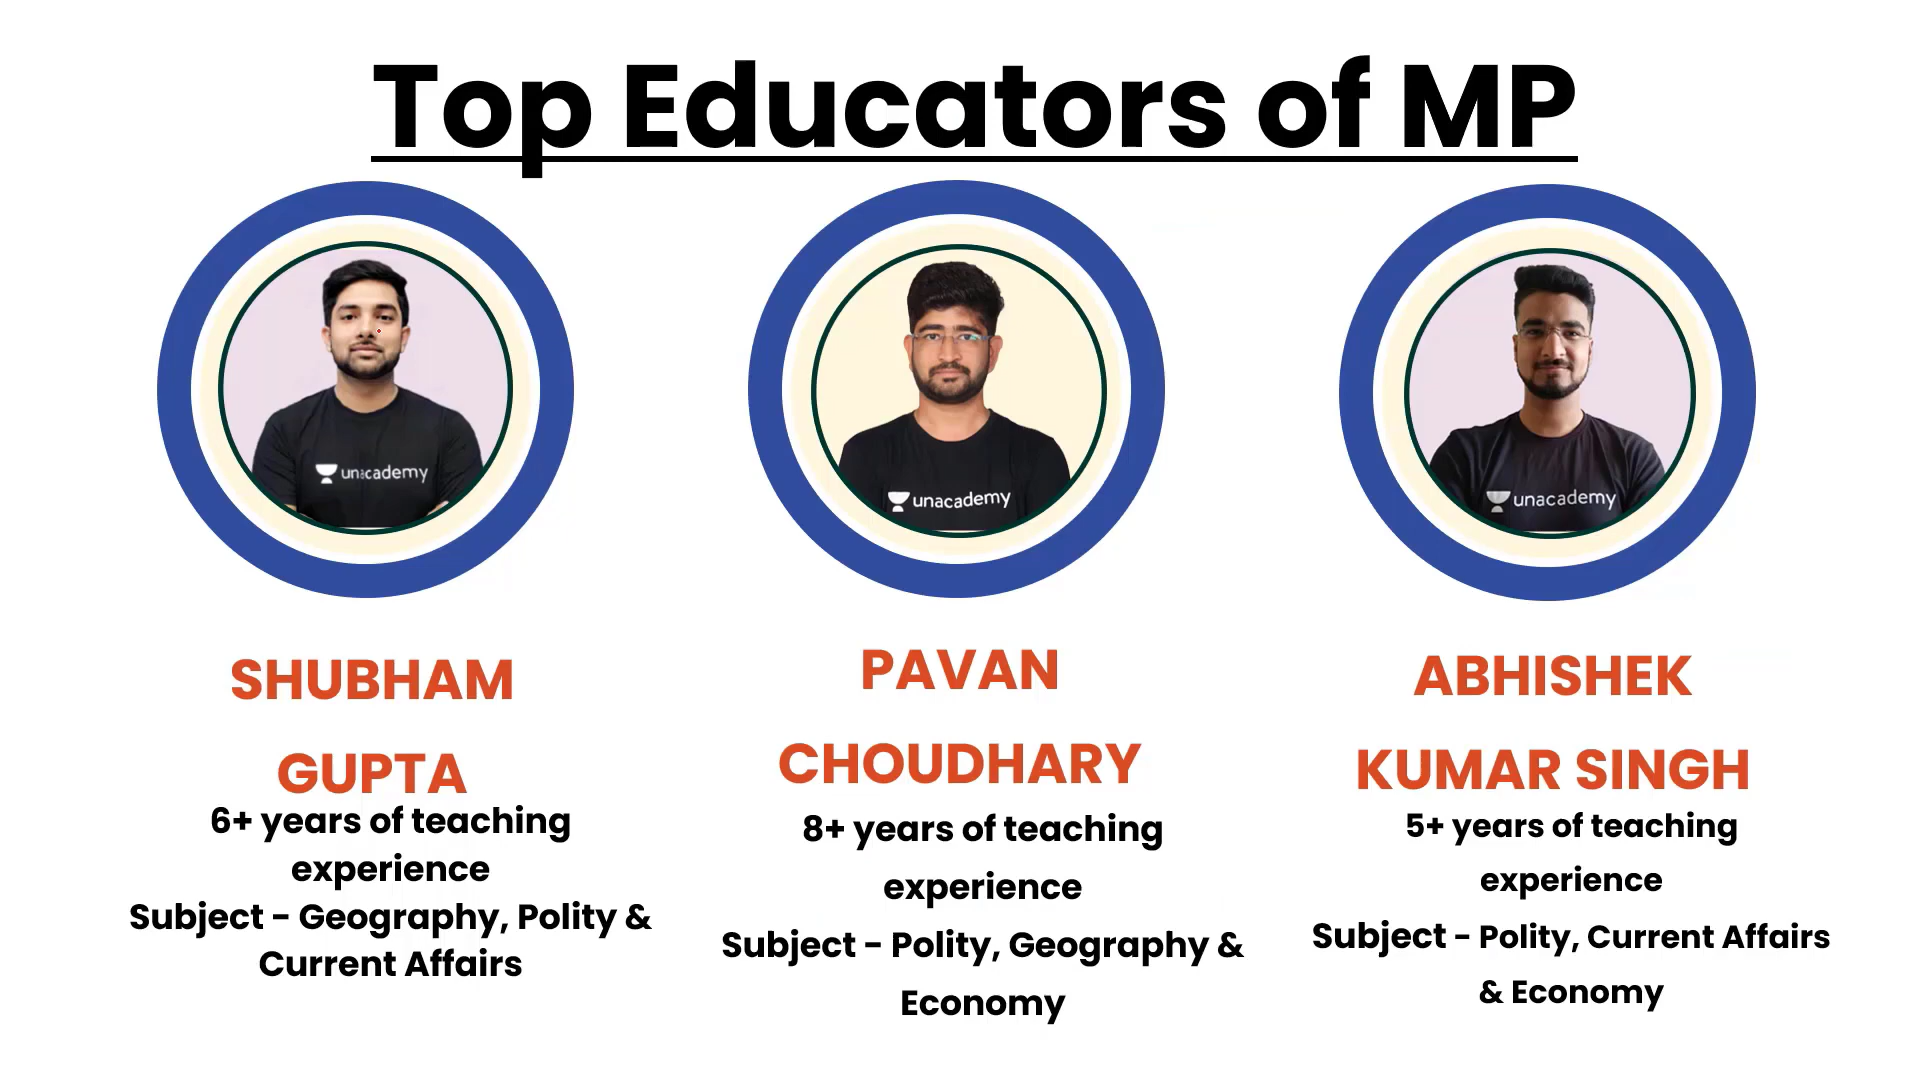 Top Educators of MP
unacademy
unacademy
unacademy
SHUBHAM
GUPTA
6+ years of teaching
experience
Subject - Geography, Polity &
Current Affairs
PAVAN
CHOUDHARY
8+ years of teaching
experience
Subject - Polity, Geography &
Economy
ABHISHEK
KUMAR SINGH
5+ years of teaching
experience
Subject - Polity, Current Affairs
& Economy